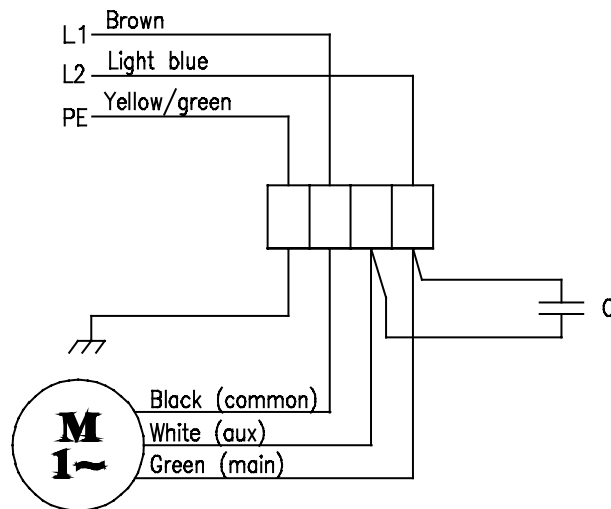 L1 Brown
L2 Light blue
PE Yellow/green
Black (common)
White (aux)
Green (main)
M
1~